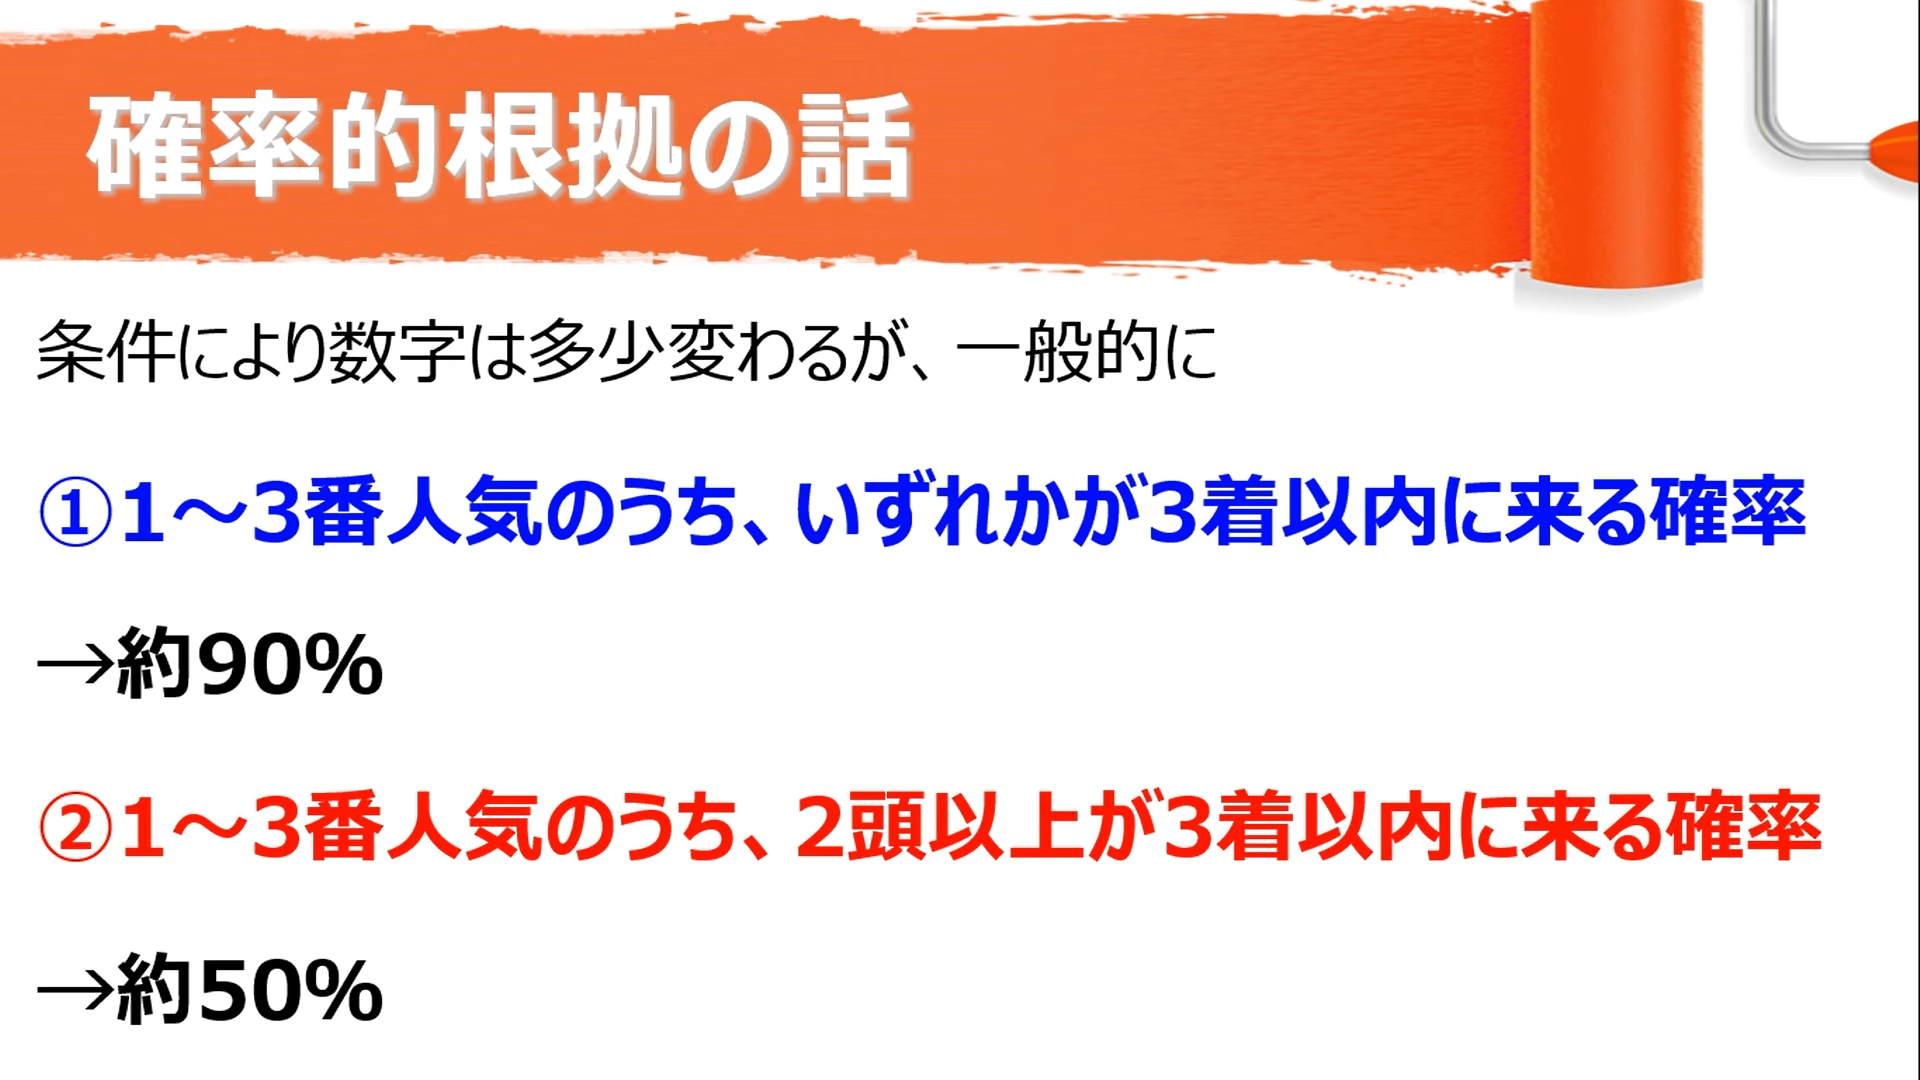 確率的根拠の話
条件により数字は多少変わるが、一般的に
①1～3番人気のうち、いずれかが3着以内に来る確率
→約90%
②1～3番人気のうち、2頭以上が3着以内に来る確率
→約50%